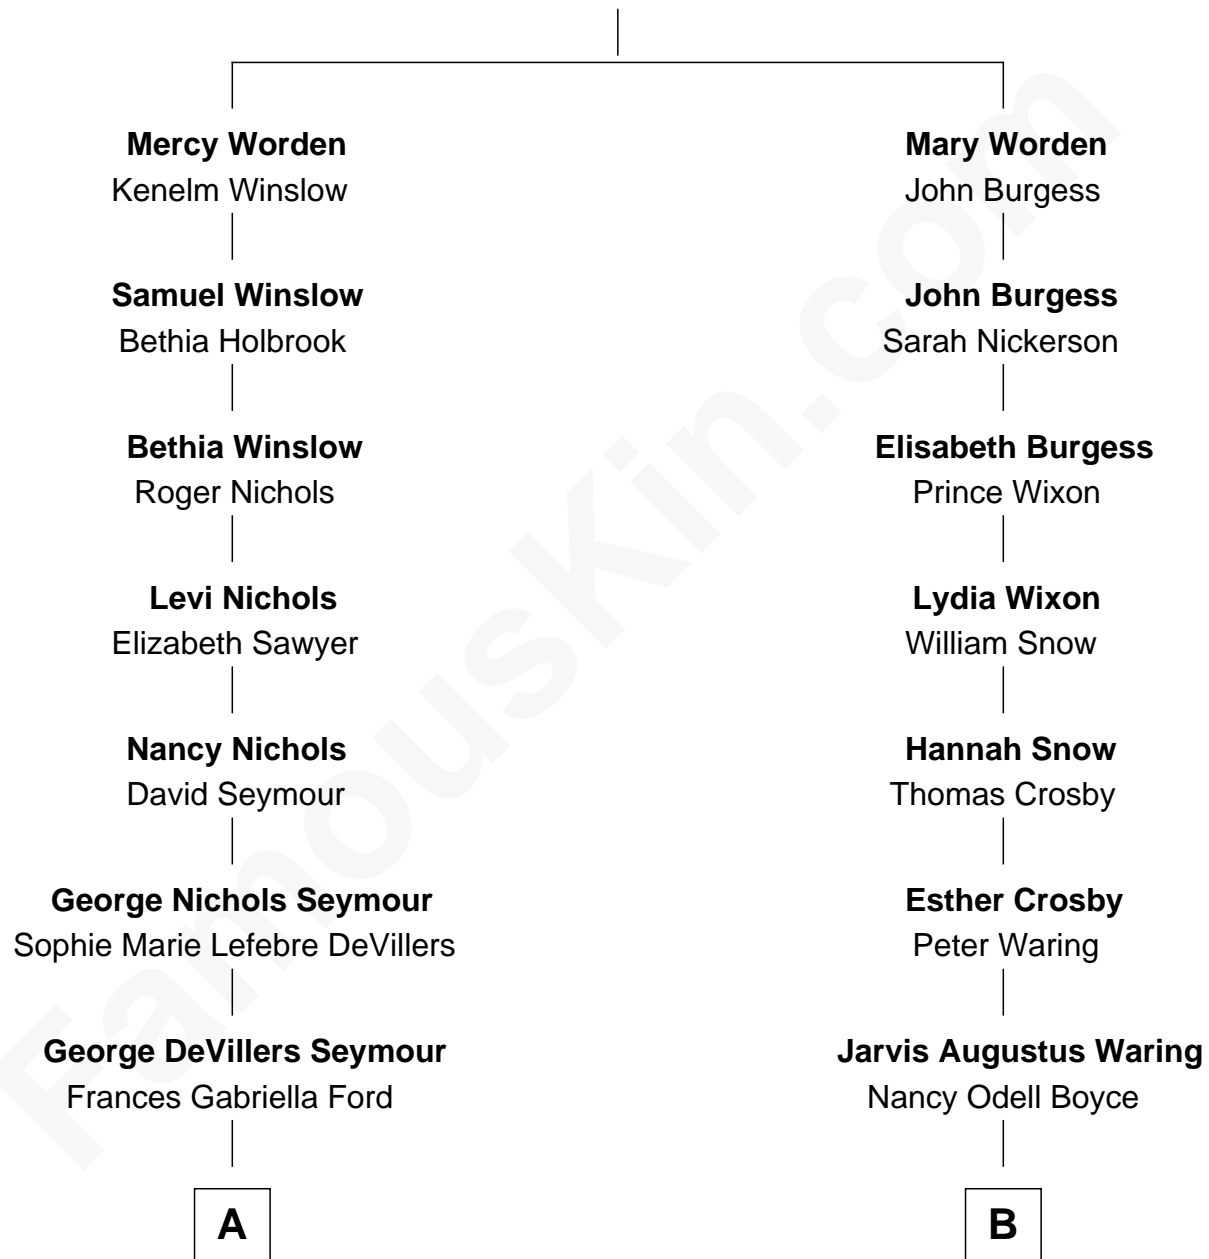 Mercy Worden
Kenelm Winslow
Samuel Winslow
Bethia Holbrook
Bethia Winslow
Roger Nichols
Levi Nichols
Elizabeth Sawyer
Nancy Nichols
David Seymour
George Nichols Seymour
Sophie Marie Lefebre DeVillers
George DeVillers Seymour
Frances Gabriella Ford
A
Mary Worden
John Burgess
John Burgess
Sarah Nickerson
Elisabeth Burgess
Prince Wixon
Lydia Wixon
William Snow
Hannah Snow
Thomas Crosby
Esther Crosby
Peter Waring
Jarvis Augustus Waring
Nancy Odell Boyce
B
FamousKin.com